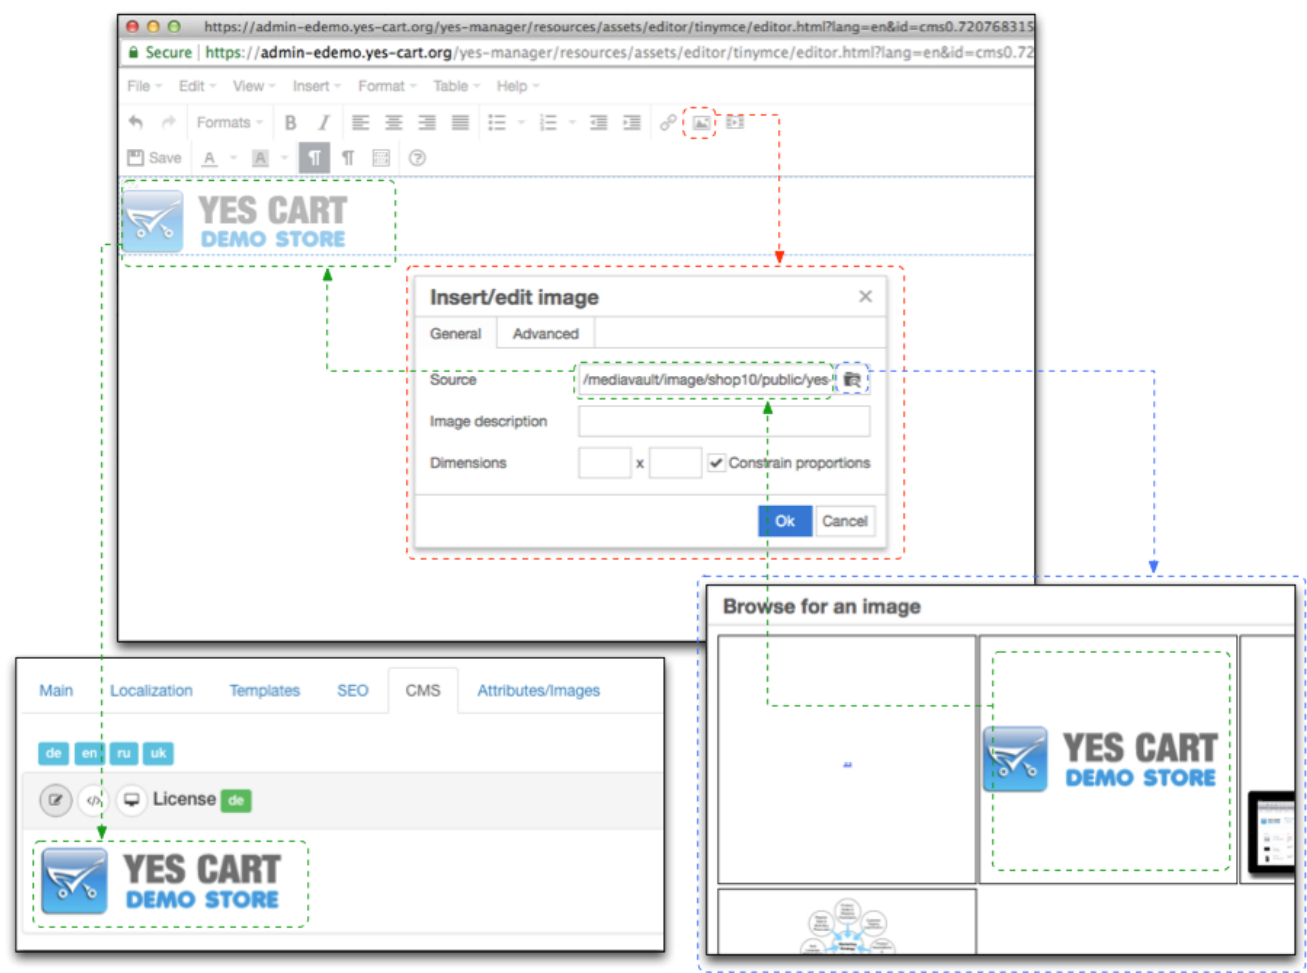 https://admin-edemo.yes-cart.org/yes-manager/resources/assets/editor/tinymce/editor.html?lang=en&id=cms0.720768315
Secure https://admin-edemo.yes-cart.org/yes-manager/resources/assets/editor/tinymce/editor.html?lang=en&id=cms0.72
File Edit View Insert Format Table Help
Formats B I
Save A A ¶ ¶
YES CART
DEMO STORE
Insert/edit image
General Advanced
Source /mediavault/image/shop10/public/yes-
Image description
Dimensions x Constrain proportions
Ok Cancel
Browse for an image
..
YES CART
DEMO STORE
Main Localization Templates SEO CMS Attributes/Images
de en ru uk
License de
YES CART
DEMO STORE